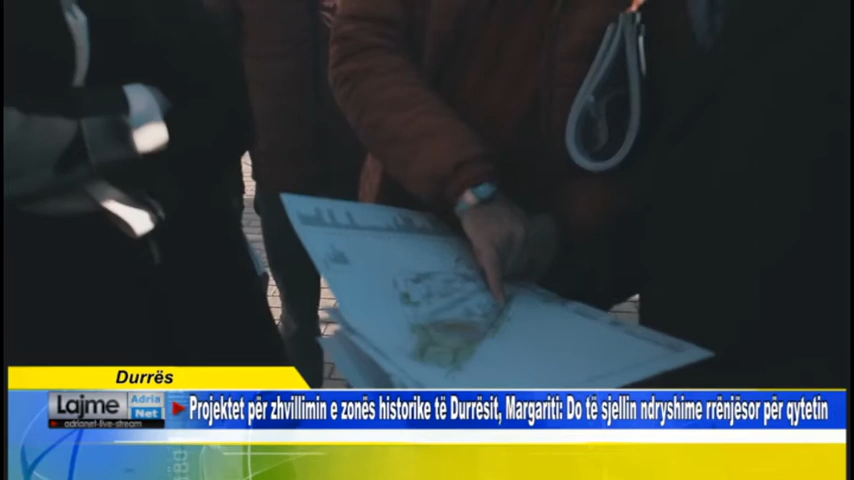 Durrës
Lajme Adria Net
adrianet-live-stream
Projektet për zhvillimin e zonës historike të Durrësit, Margariti: Do të sjellin ndryshime rrënjësor për qytetin